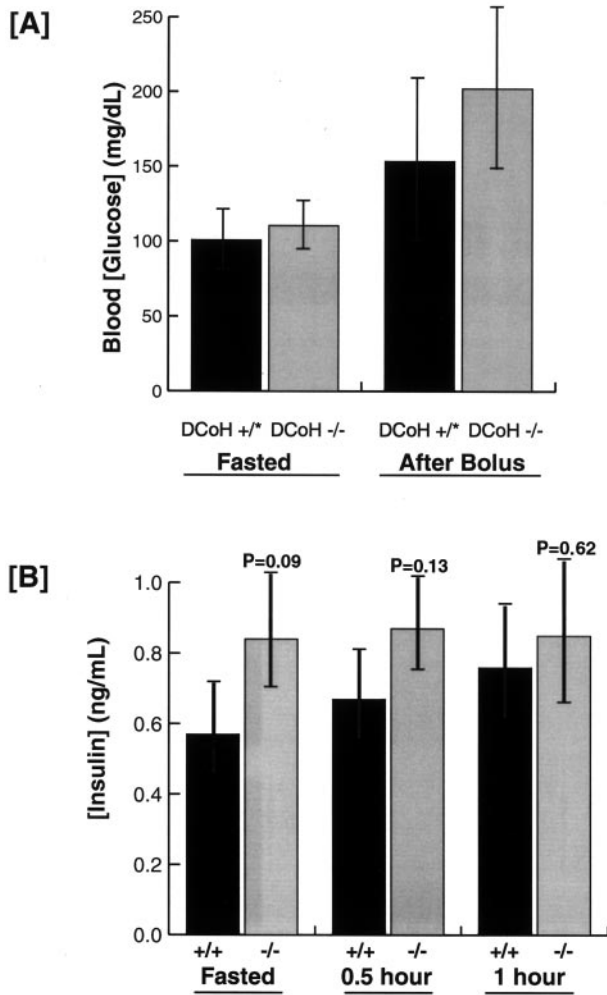 [A]
Blood [Glucose] (mg/dL)
250
200
150
100
50
0
DCoH +/* DCoH -/- DCoH +/* DCoH -/-
Fasted After Bolus
[B]
[Insulin] (ng/mL)
P=0.09 P=0.13 P=0.62
1.0
0.8
0.6
0.4
0.2
0.0
+/+ -/- +/+ -/- +/+ -/-
Fasted 0.5 hour 1 hour